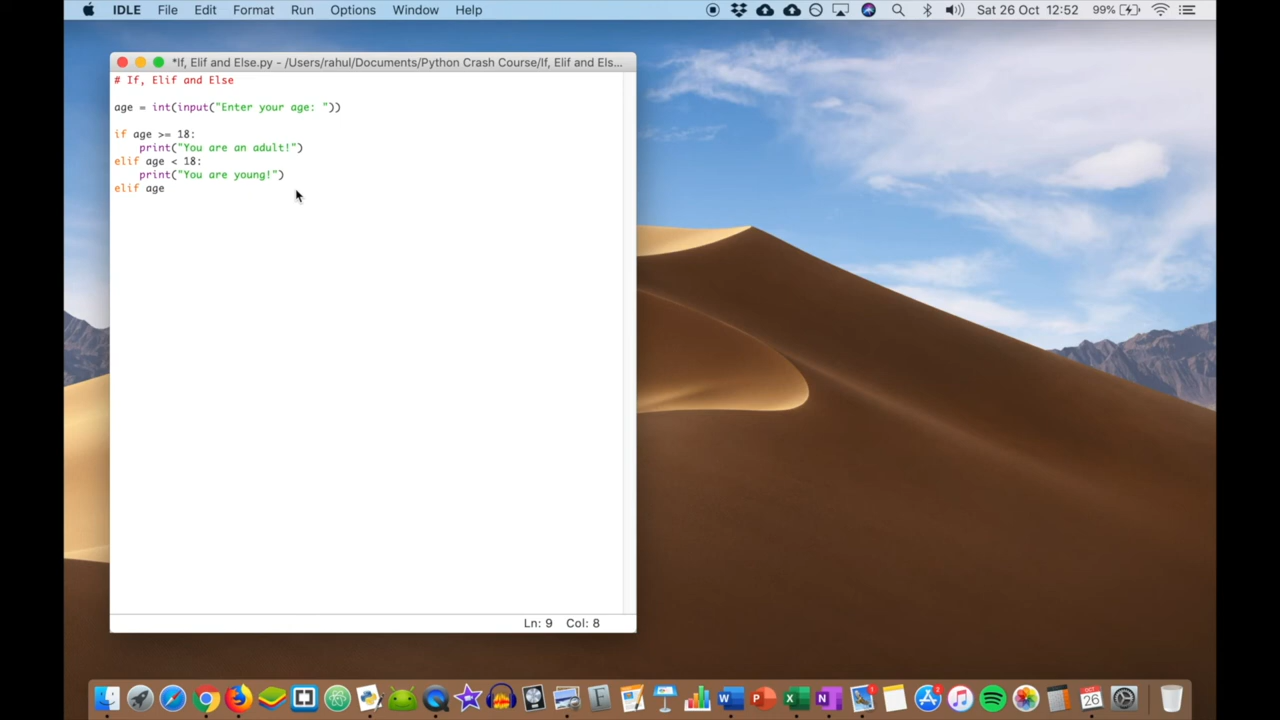 IDLE File Edit Format Run Options Window Help Sat 26 Oct 12:52 99%
*If, Elif and Else.py - /Users/rahul/Documents/Python Crash Course/If, Elif and Els...
# If, Elif and Else
age = int(input("Enter your age: "))
if age >= 18:
print("You are an adult!")
elif age < 18:
print("You are young!")
elif age
Ln: 9 Col: 8